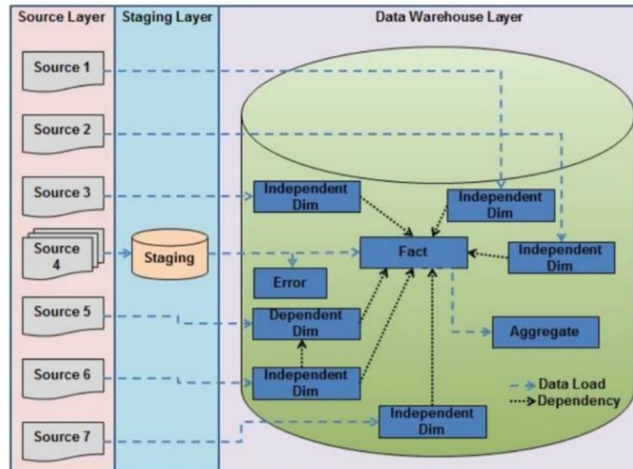 Source Layer
Staging Layer
Data Warehouse Layer
Source 1
Source 2
Source 3
Source
4
Source 5
Source 6
Source 7
Staging
Independent
Dim
Independent
Dim
Fact
Independent
Dim
Error
Dependent
Dim
Aggregate
Independent
Dim
Independent
Dim
Data Load
Dependency